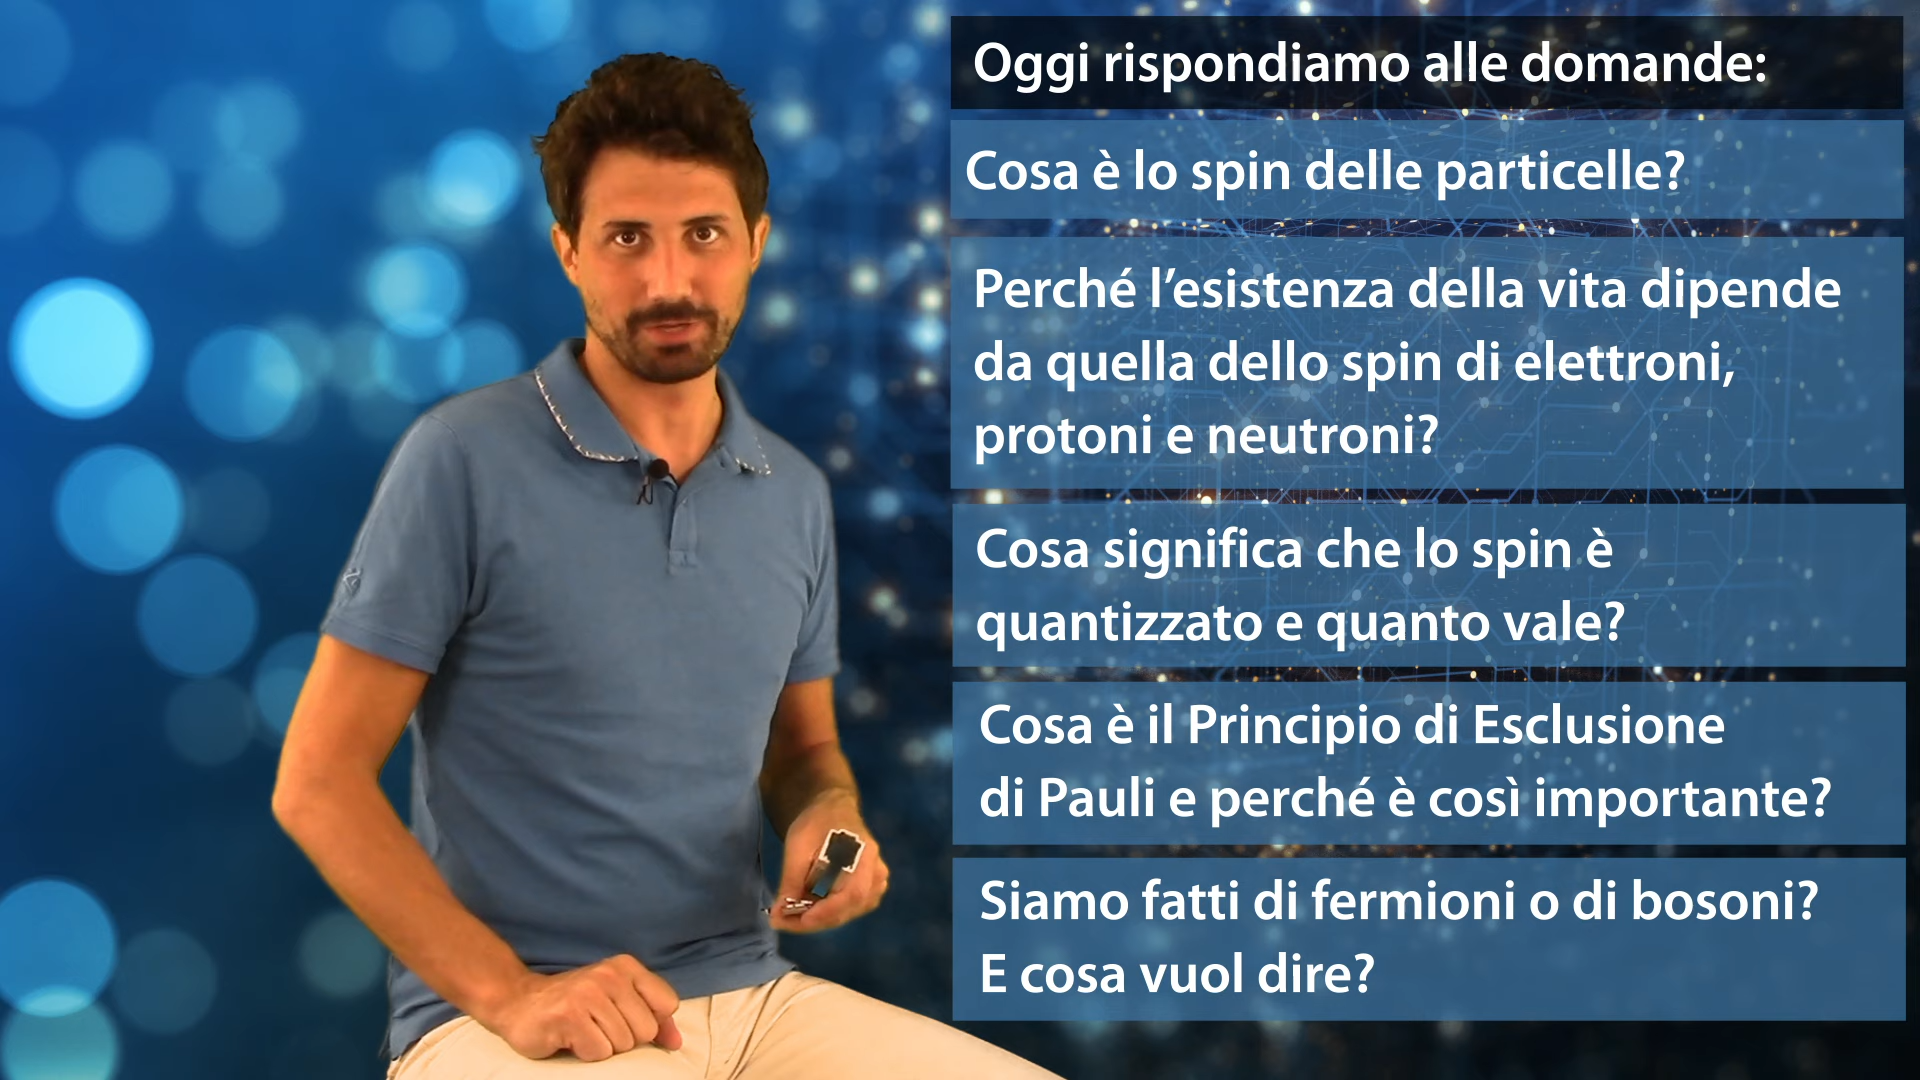 Oggi rispondiamo alle domande:
Cosa è lo spin delle particelle?
Perché l’esistenza della vita dipende
da quella dello spin di elettroni,
protoni e neutroni?
Cosa significa che lo spin è
quantizzato e quanto vale?
Cosa è il Principio di Esclusione
di Pauli e perché è così importante?
Siamo fatti di fermioni o di bosoni?
E cosa vuol dire?